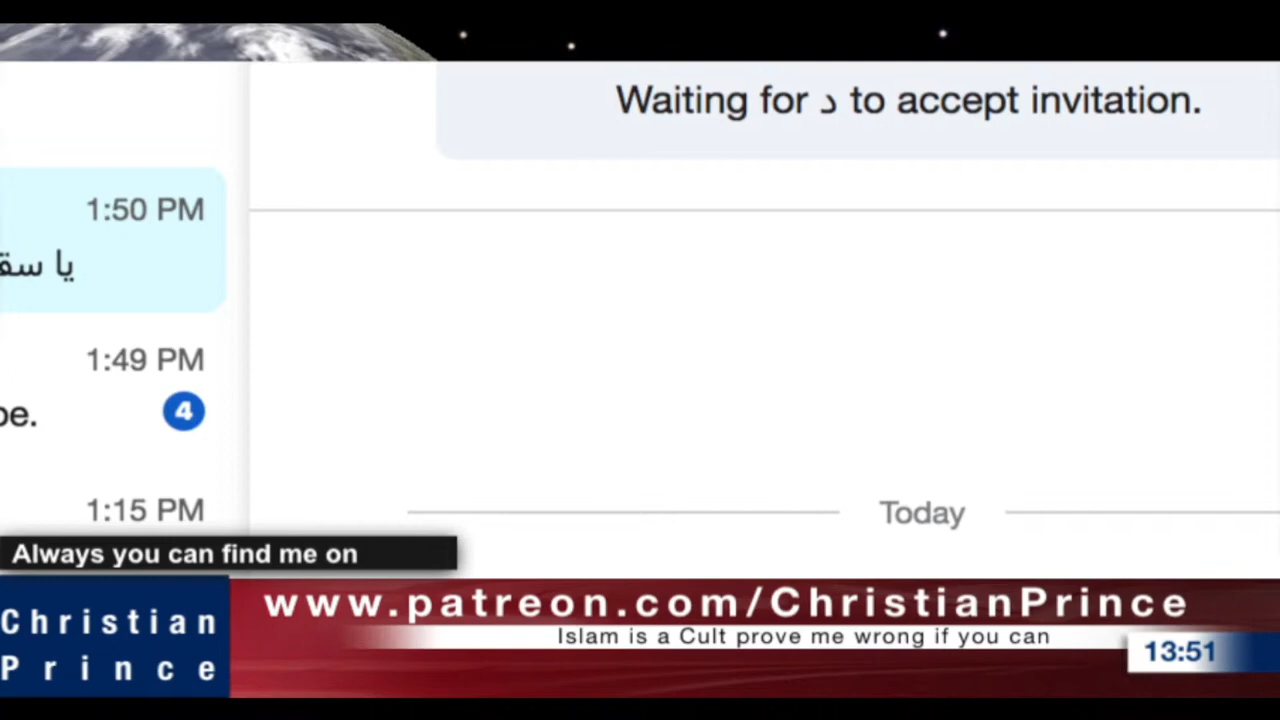 Waiting for د to accept invitation.
1:50 PM
يا
1:49 PM
4
1:15 PM
Today
Always you can find me on
Christian
Prince
www.patreon.com/ChristianPrince
Islam is a Cult prove me wrong if you can
13:51